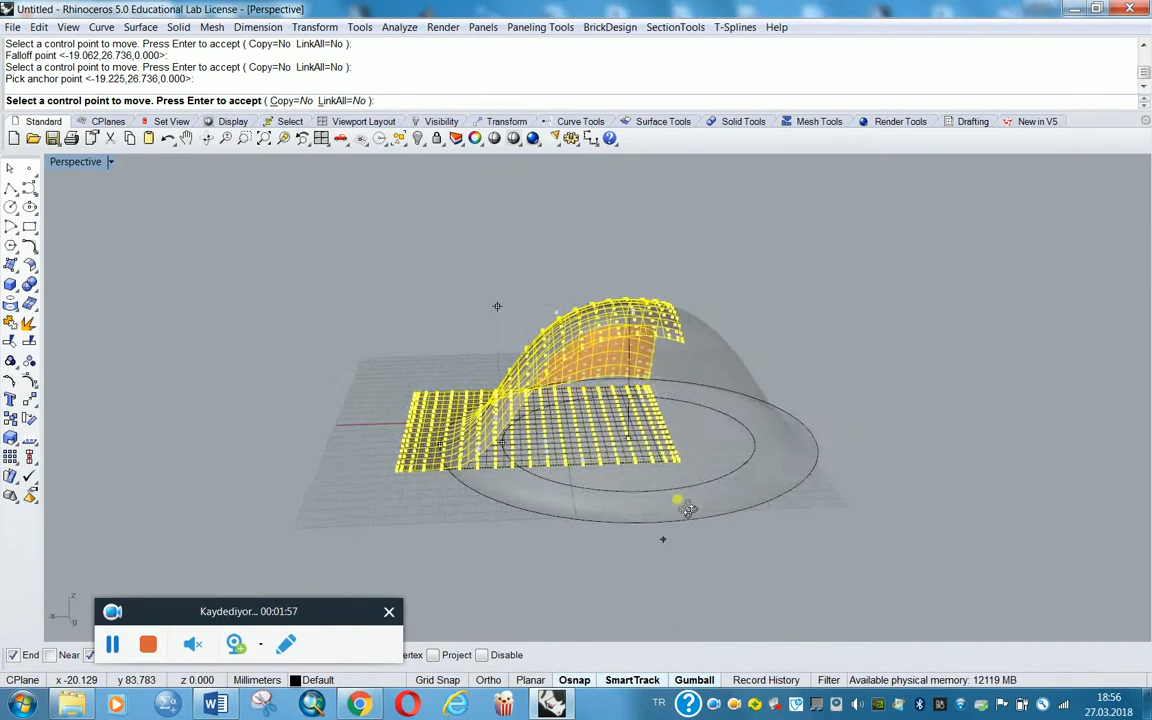 Untitled - Rhinoceros 5.0 Educational Lab License - [Perspective]
File Edit View Curve Surface Solid Mesh Dimension Transform Tools Analyze Render Panels Paneling Tools BrickDesign SectionTools T-Splines Help
Select a control point to move. Press Enter to accept ( Copy=No LinkAll=No ):
Falloff point <-19.062,26.736,0.000>:
Select a control point to move. Press Enter to accept ( Copy=No LinkAll=No ):
Pick anchor point <-19.225,26.736,0.000>:
Select a control point to move. Press Enter to accept ( Copy=No LinkAll=No ):
Standard CPlanes Set View Display Select Viewport Layout Visibility Transform Curve Tools Surface Tools Solid Tools Mesh Tools Render Tools Drafting New in V5
Perspective
z
x
y
Kaydediyor... 00:01:57
End Near rtex Project Disable
CPlane x -20.129 y 83.783 z 0.000 Millimeters Default Grid Snap Ortho Planar Osnap SmartTrack Gumball Record History Filter Available physical memory: 12119 MB
TR 18:56
27.03.2018